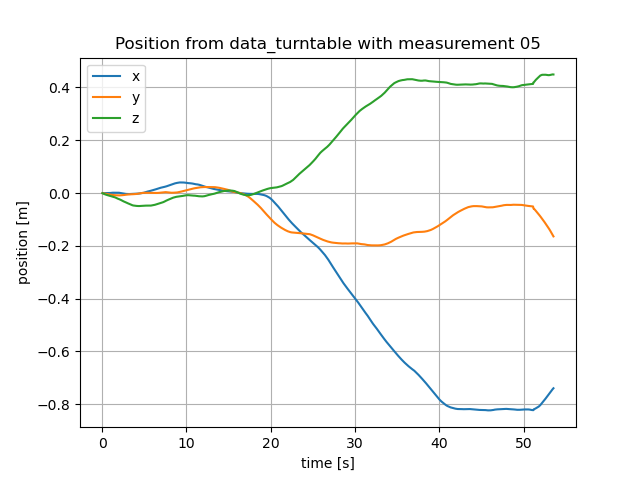 Position from data_turntable with measurement 05
x
y
z
0.4
0.2
0.0
−0.2
−0.4
−0.6
−0.8
position [m]
0 10 20 30 40 50
time [s]